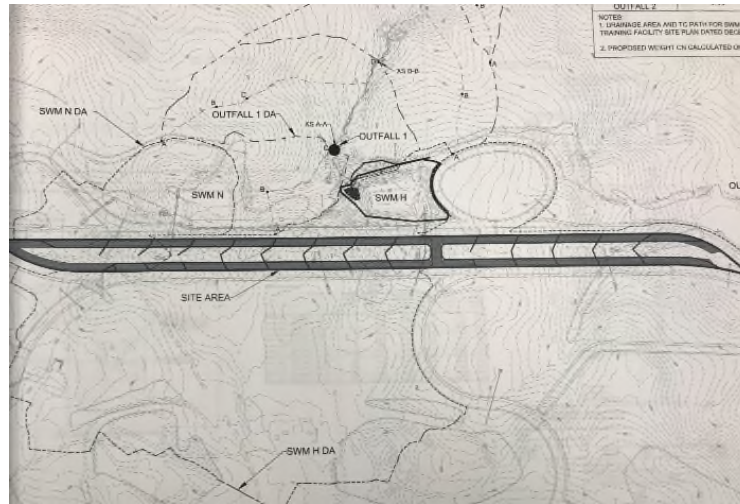 OUTFALL 2
NOTES:
1. DRAINAGE AREA AND TC PATH FOR SWM
TRAINING FACILITY SITE PLAN DATED DEC
2. PROPOSED WEIGHT CN CALCULATED
XS B-B
A
B
B
C
SWM N DA
OUTFALL 1 DA
XS A-A
OUTFALL 1
A
A
SWM N
B
SWM H
OU
SITE AREA
SWM H DA